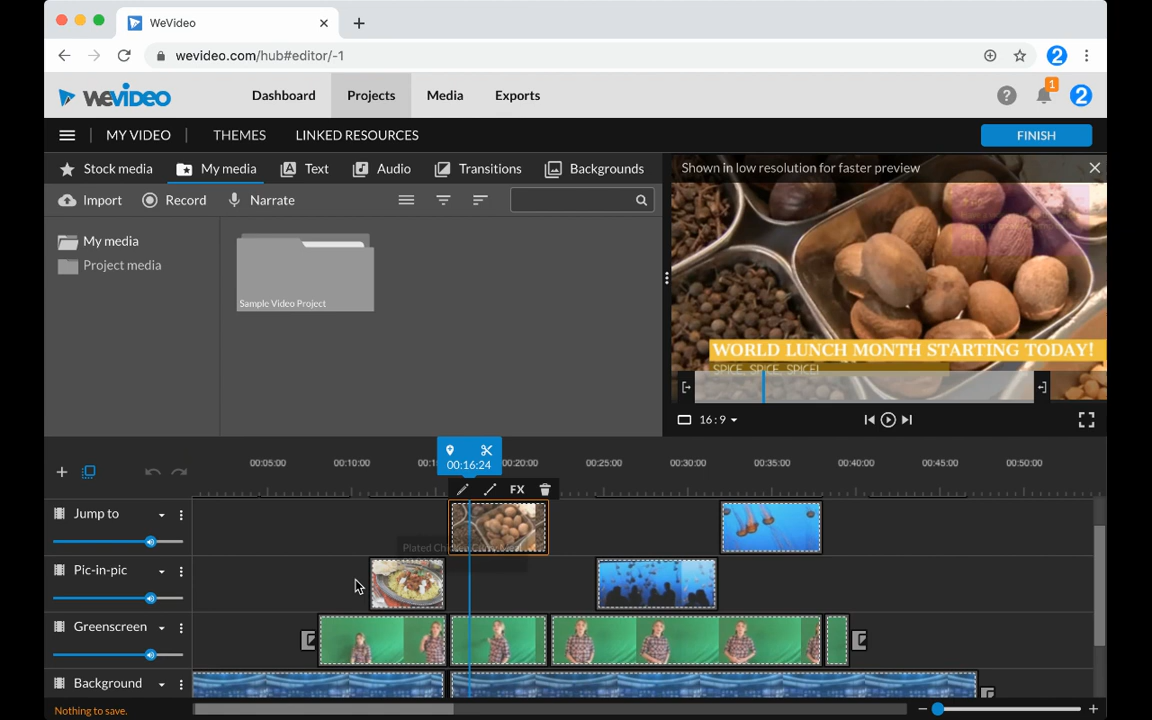 WeVideo
wevideo.com/hub#editor/-1
2
WEVIDEO
Dashboard
Projects
Media
Exports
?
1
2
MY VIDEO
THEMES
LINKED RESOURCES
FINISH
Stock media
My media
Text
Audio
Transitions
Backgrounds
Shown in low resolution for faster preview
Import
Record
Narrate
My media
Project media
Sample Video Project
WORLD LUNCH MONTH STARTING TODAY!
SPICE, SPICE, SPICE!
16:9
00:05:00
00:10:00
00:16:24
00:20:00
00:25:00
00:30:00
00:35:00
00:40:00
00:45:00
00:50:00
FX
Jump to
Pic-in-pic
Greenscreen
Background
Nothing to save.